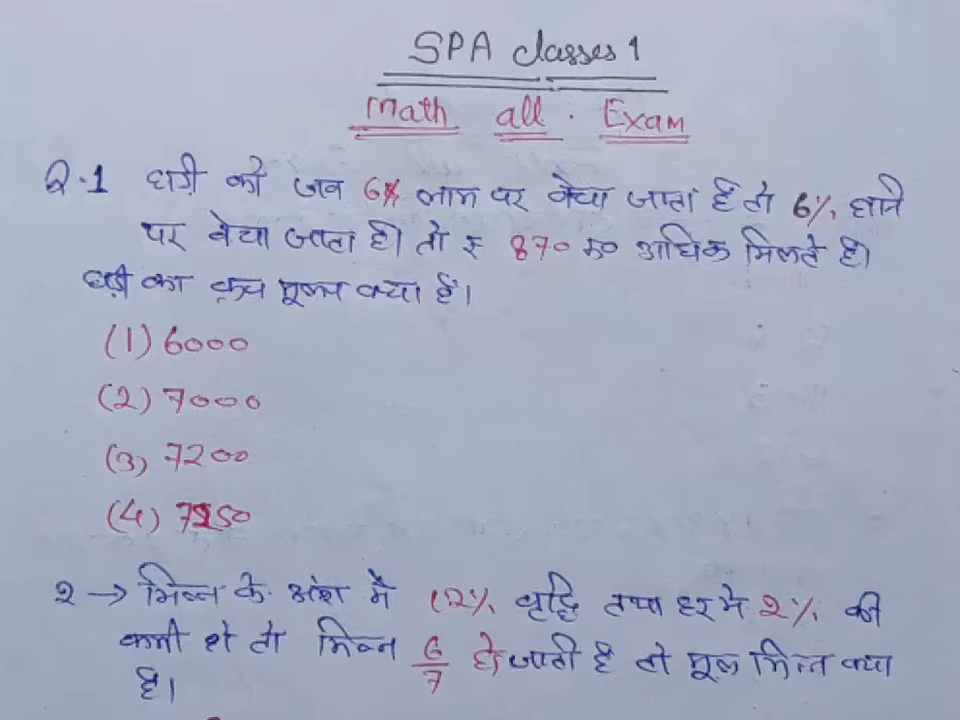 SPA classes 1
Math all . Exam
Q.1 घड़ी को जब 6% लाभ पर बेचा जाता है तो 6% हानि
पर बेचा जाता है। तो ₹ 870 रू० अधिक मिलते है।
घड़ी का क्रय मूल्य क्या है।
(1) 6000
(2) 7000
(3) 7200
(4) 7250
2 → भिन्न के अंश में 12% वृद्धि तथा हर मे 2% की
कमी हो तो भिन्न 6/7 हो जाती है तो मूल भिन्न क्या
है।